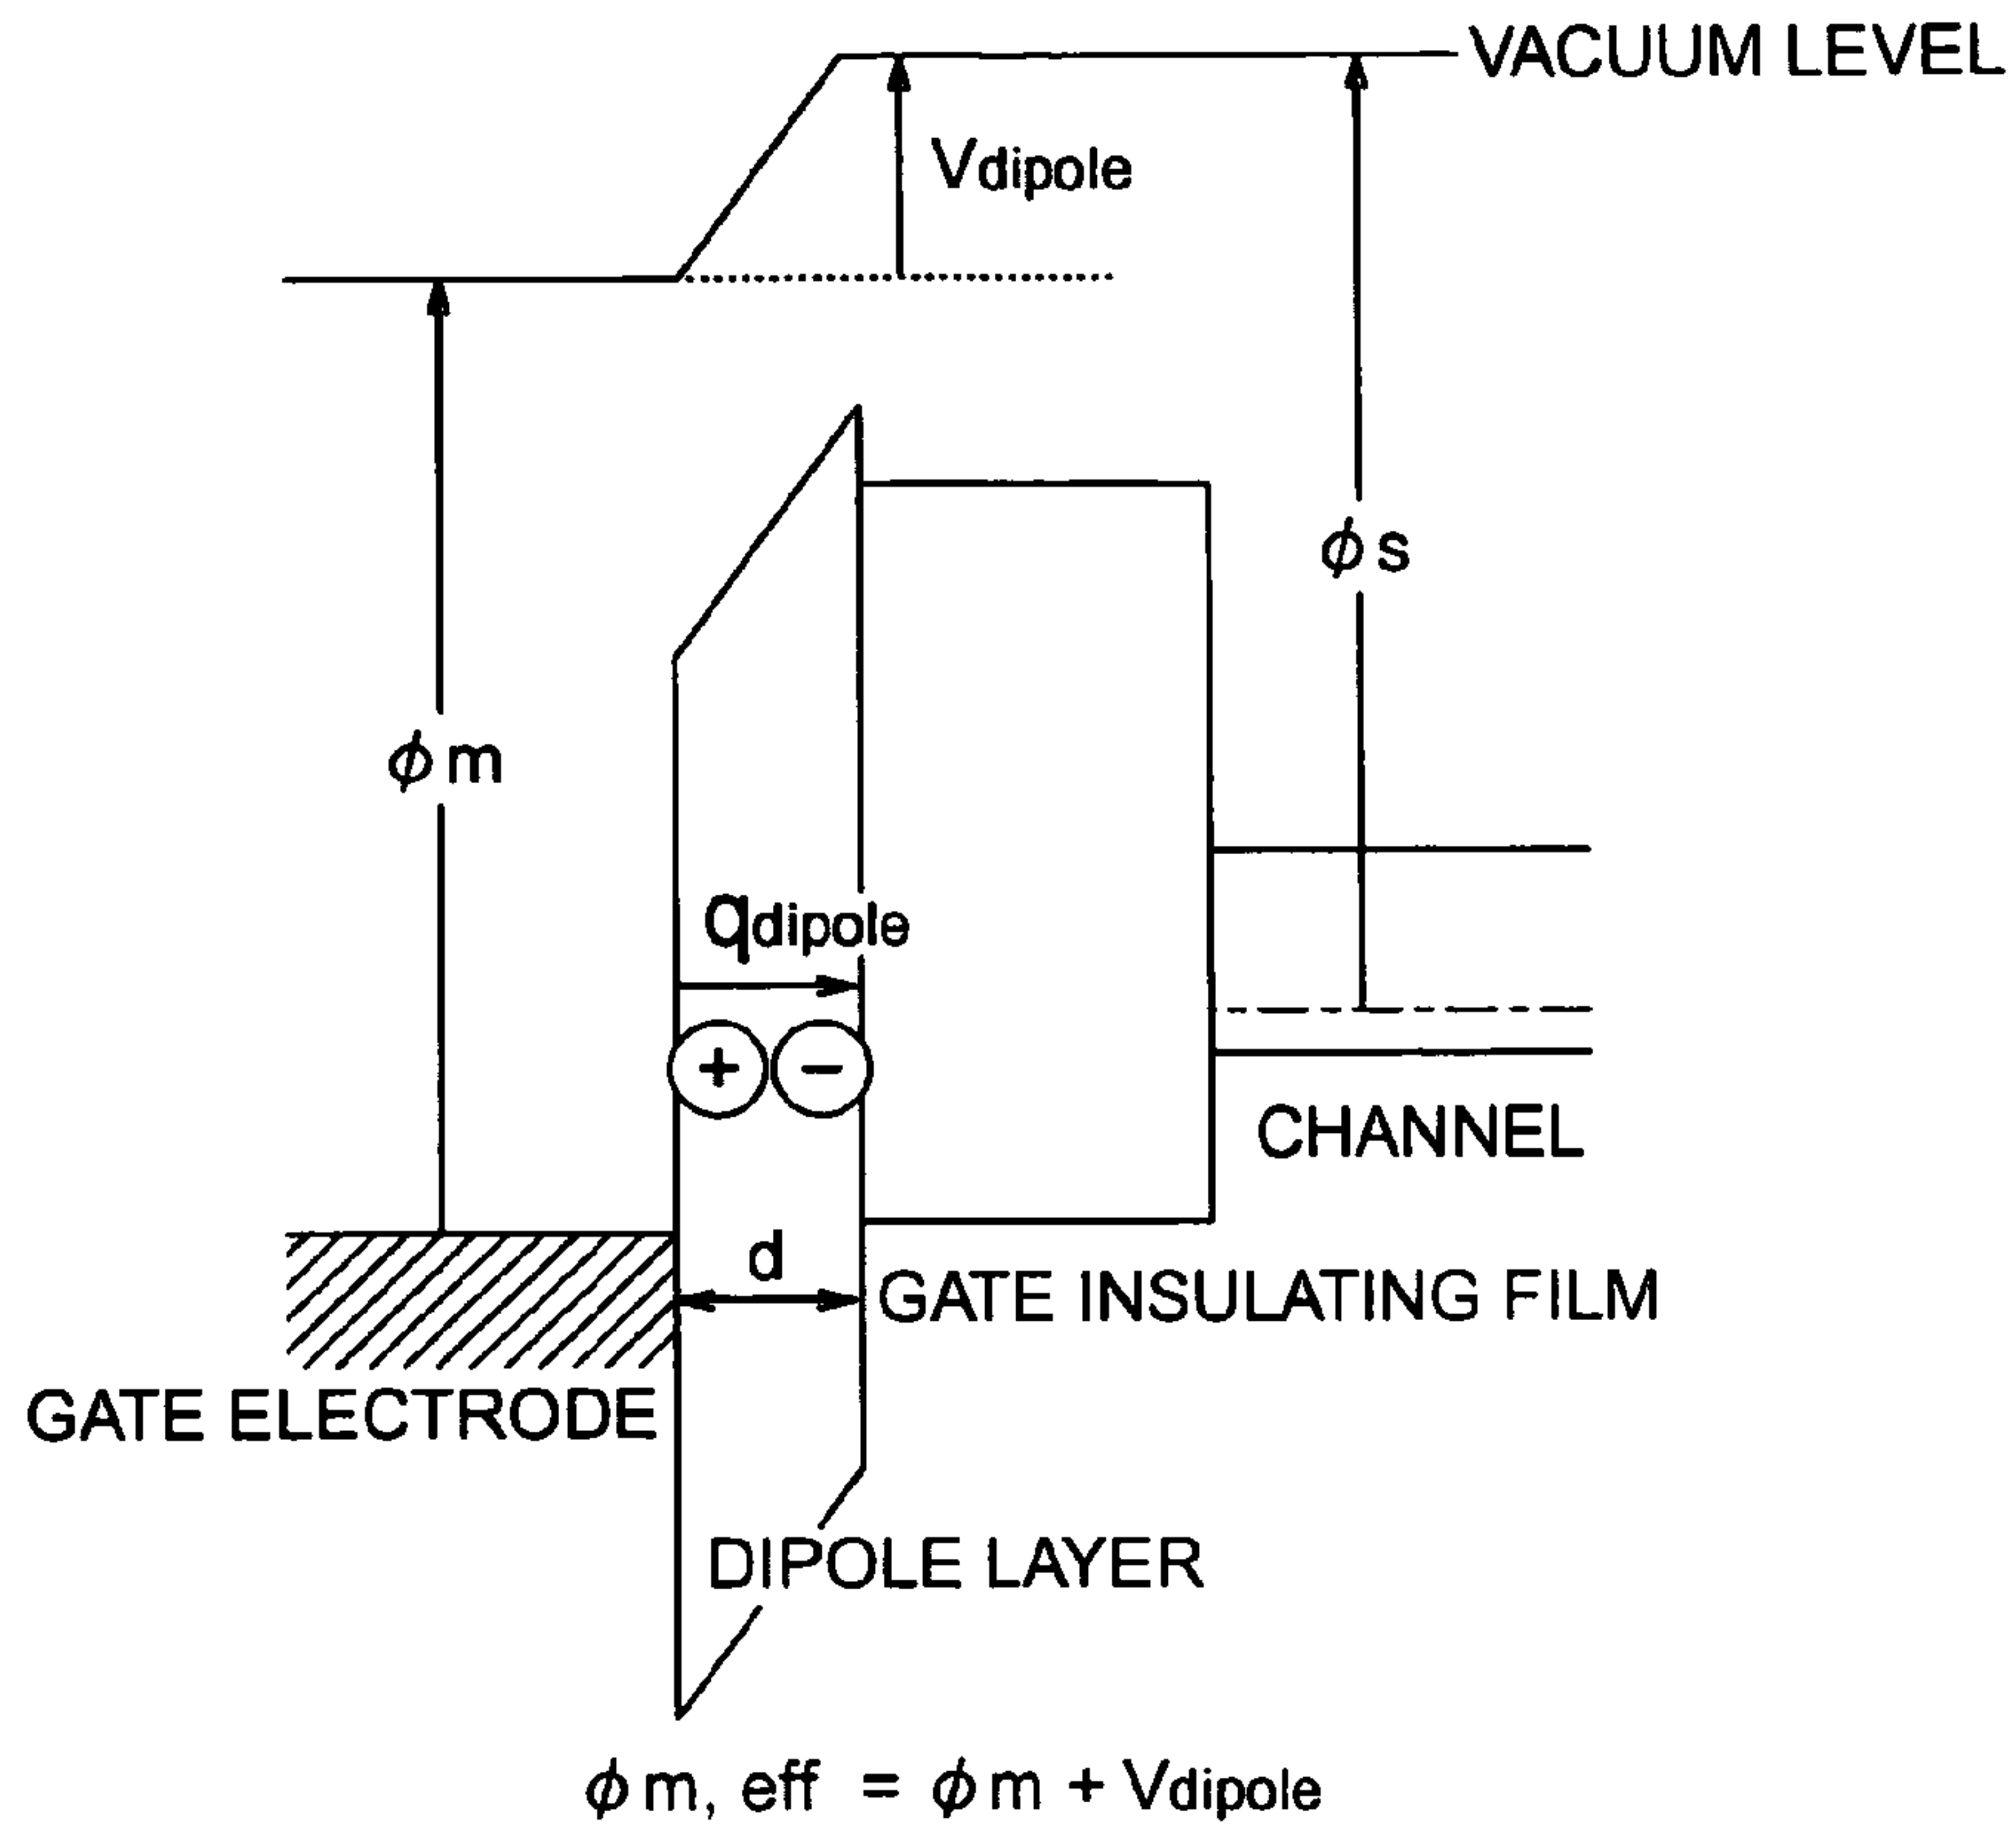 VACUUM LEVEL
Vdipole
ϕs
ϕm
qdipole
+ −
CHANNEL
d
GATE INSULATING FILM
GATE ELECTRODE
DIPOLE LAYER
ϕm, eff = ϕm + Vdipole